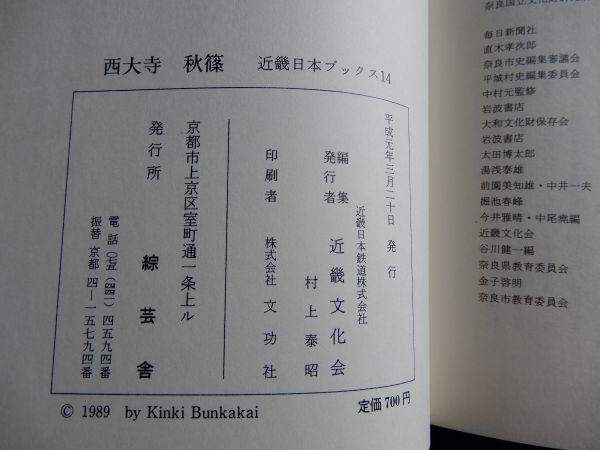 西大寺 秋篠 近畿日本ブックス14
平成元年三月二十日 発行
近畿日本鉄道株式会社
編集 近畿文化会
発行者 村上泰昭
印刷者 株式会社 文功社
京都市上京区室町通一条上ル
発行所 綜芸舎
電話 〇七五(四四一)四五九四番
振替 京都 四—一五七九四番
© 1989 by Kinki Bunkakai
定価700円
毎日新聞社
直木孝次郎
奈良市史編集審議会
平城村史編集委員会
中村元監修
岩波書店
大和文化財保存会
岩波書店
太田博太郎
湯浅泰雄
前園実知雄・中井一夫
堀池春峰
今井雅晴・中尾堯編
近畿文化会
谷川健一編
奈良県教育委員会
金子啓明
奈良市教育委員会